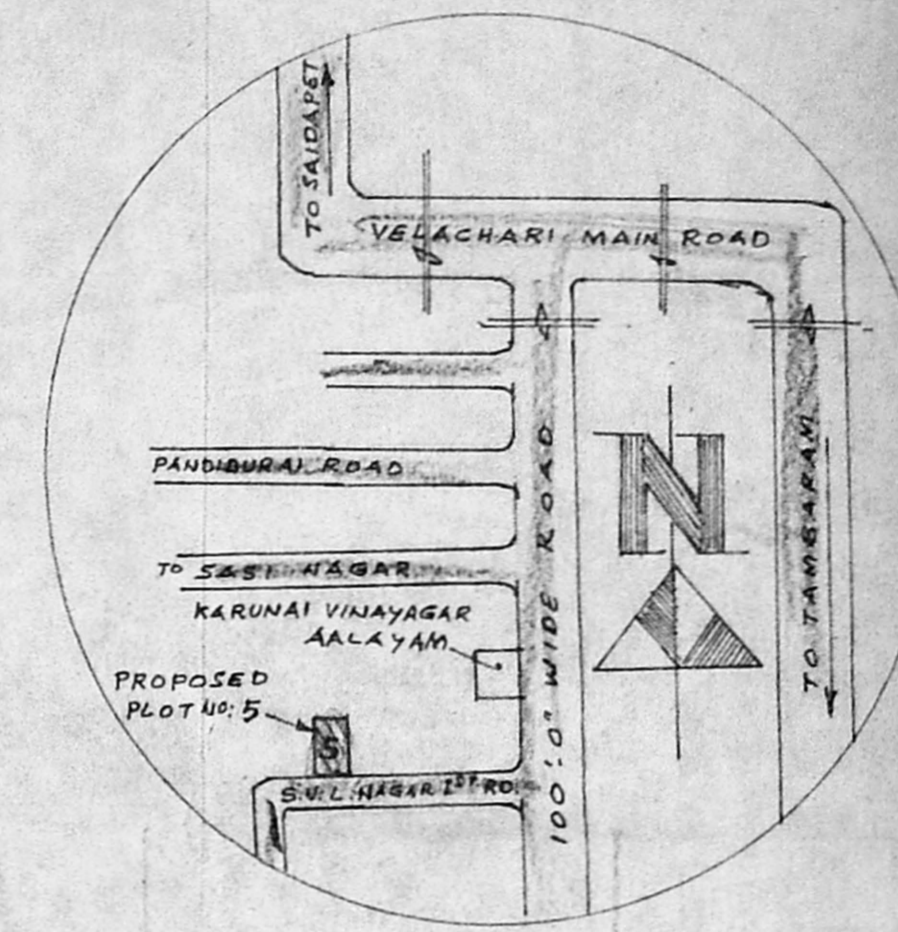 TO SAIDAPET
VELACHARI MAIN ROAD
PANDIDURAI ROAD
TO SASI NAGAR
KARUNAI VINAYAGAR
AALAYAM
PROPOSED
PLOT NO: 5
5
S.V.L. NAGAR IST RD.
100'.0" WIDE ROAD
N
TO TAMBARAM